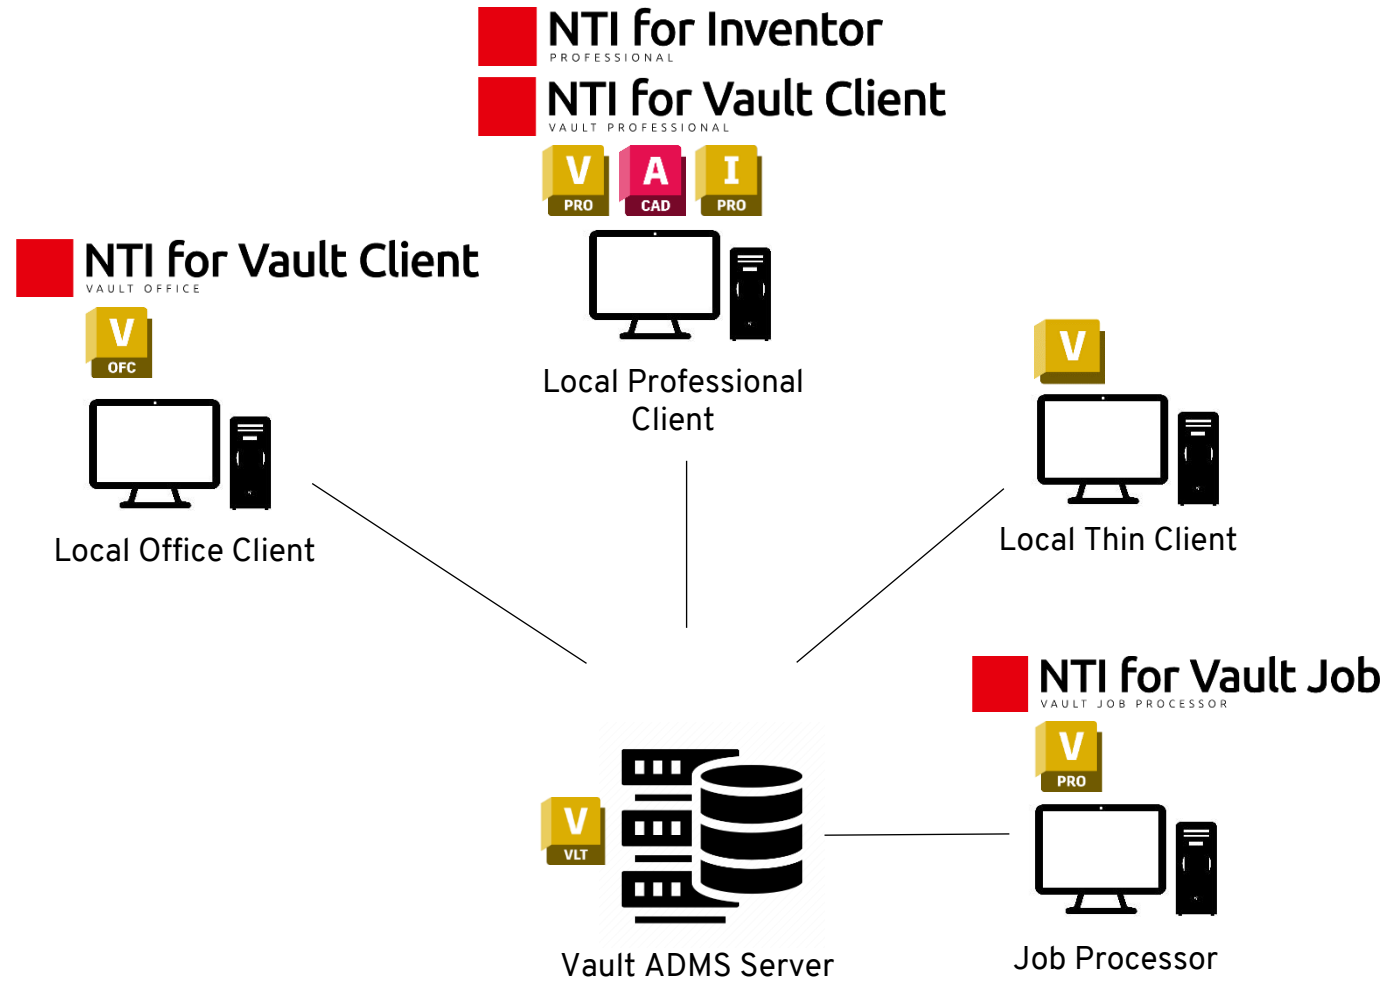 NTI for Inventor
PROFESSIONAL
NTI for Vault Client
VAULT PROFESSIONAL
V PRO
A CAD
I PRO
Local Professional
Client
NTI for Vault Client
VAULT OFFICE
V
OFC
Local Office Client
V
Local Thin Client
NTI for Vault Job
VAULT JOB PROCESSOR
V
PRO
Job Processor
V
VLT
Vault ADMS Server